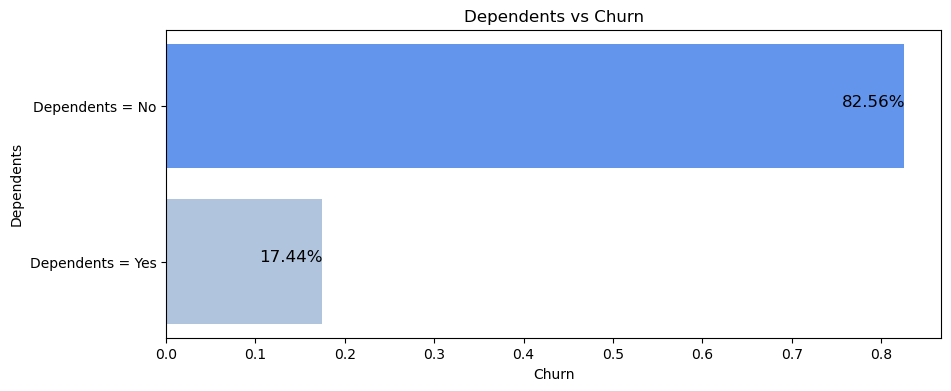 Dependents vs Churn
Dependents
Dependents = No
82.56%
Dependents = Yes
17.44%
0.0 0.1 0.2 0.3 0.4 0.5 0.6 0.7 0.8
Churn